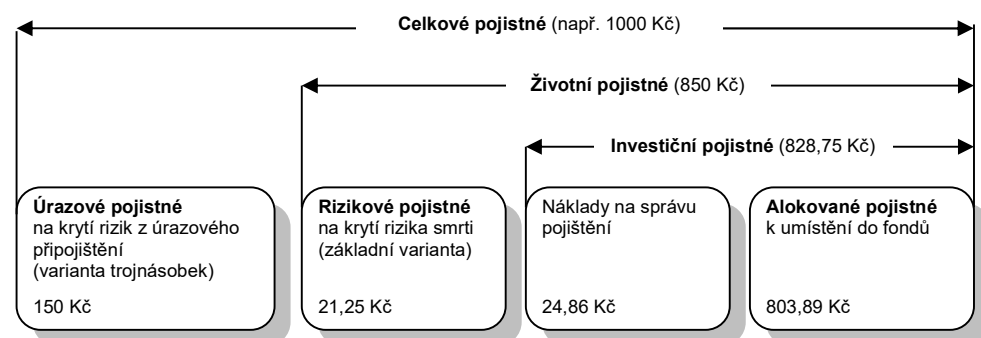 Celkové pojistné (např. 1000 Kč)
Životní pojistné (850 Kč)
Investiční pojistné (828,75 Kč)
Úrazové pojistné
na krytí rizik z úrazového
připojištění
(varianta trojnásobek)
150 Kč
Rizikové pojistné
na krytí rizika smrti
(základní varianta)
21,25 Kč
Náklady na správu
pojištění
24,86 Kč
Alokované pojistné
k umístění do fondů
803,89 Kč